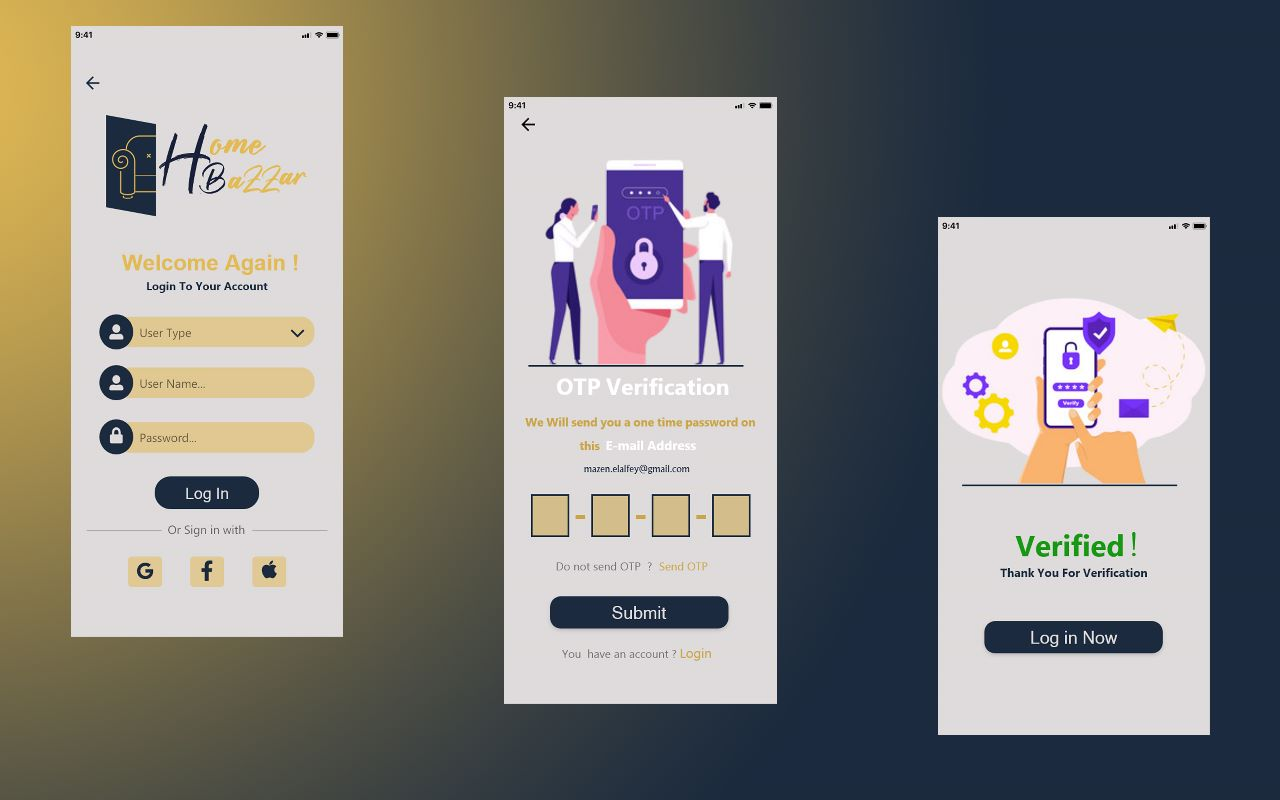 9:41
Home
BaZZar
Welcome Again !
Login To Your Account
User Type
User Name...
Password...
Log In
Or Sign in with
G
f
9:41
OTP
OTP Verification
We Will send you a one time password on
this E-mail Address
mazen.elalfey@gmail.com
- - -
Do not send OTP ? Send OTP
Submit
You have an account ? Login
9:41
****
Verify
Verified !
Thank You For Verification
Log in Now